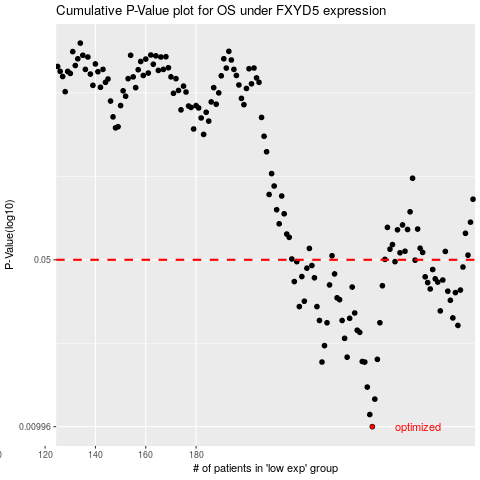 Cumulative P-Value plot for OS under FXYD5 expression
P-Value(log10)
0.05
0.00996
optimized
0 120 140 160 180
# of patients in 'low exp' group